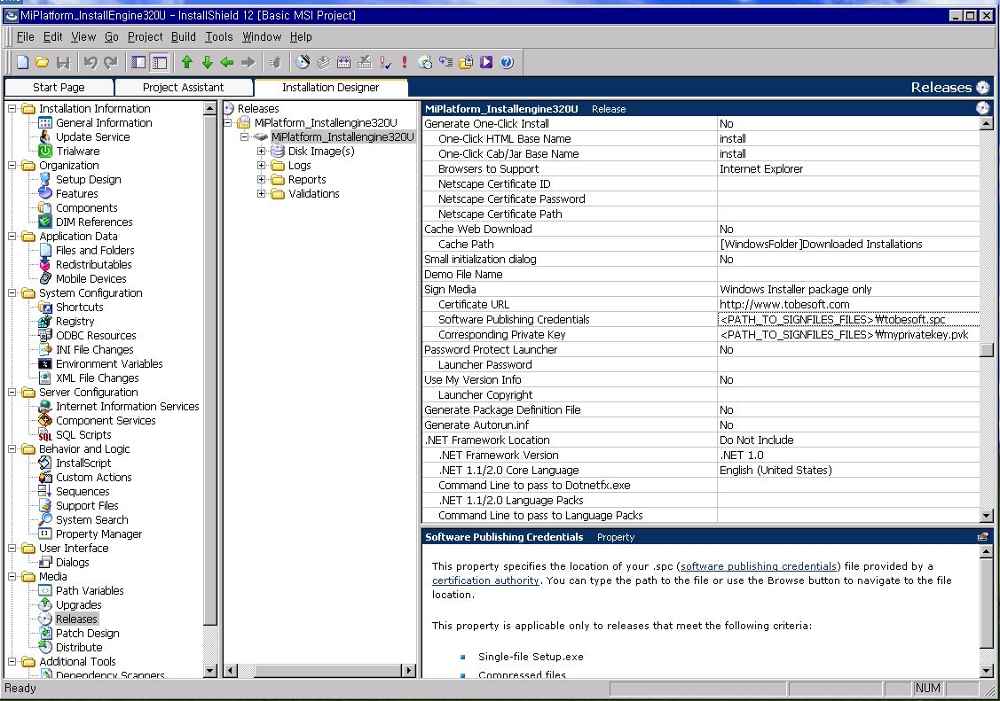 MiPlatform_InstallEngine320U - InstallShield 12 [Basic MSI Project]
File Edit View Go Project Build Tools Window Help
Start Page Project Assistant Installation Designer Releases
Installation Information
General Information
Update Service
Trialware
Organization
Setup Design
Features
Components
DIM References
Application Data
Files and Folders
Redistributables
Mobile Devices
System Configuration
Shortcuts
Registry
ODBC Resources
INI File Changes
Environment Variables
XML File Changes
Server Configuration
Internet Information Services
Component Services
SQL Scripts
Behavior and Logic
InstallScript
Custom Actions
Sequences
Support Files
System Search
Property Manager
User Interface
Dialogs
Media
Path Variables
Upgrades
Releases
Patch Design
Distribute
Additional Tools
Dependency Scanners
Releases
MiPlatform_Installengine320U
MiPlatform_Installengine320U
Disk Image(s)
Logs
Reports
Validations
MiPlatform_Installengine320U Release
Generate One-Click Install No
One-Click HTML Base Name install
One-Click Cab/Jar Base Name install
Browsers to Support Internet Explorer
Netscape Certificate ID
Netscape Certificate Password
Netscape Certificate Path
Cache Web Download No
Cache Path [WindowsFolder]Downloaded Installations
Small initialization dialog No
Demo File Name
Sign Media Windows Installer package only
Certificate URL http://www.tobesoft.com
Software Publishing Credentials <PATH_TO_SIGNFILES_FILES>₩tobesoft.spc
Corresponding Private Key <PATH_TO_SIGNFILES_FILES>₩myprivatekey.pvk
Password Protect Launcher No
Launcher Password
Use My Version Info No
Launcher Copyright
Generate Package Definition File No
Generate Autorun.inf No
.NET Framework Location Do Not Include
.NET Framework Version .NET 1.0
.NET 1.1/2.0 Core Language English (United States)
Command Line to pass to Dotnetfx.exe
.NET 1.1/2.0 Language Packs
Command Line to pass to Language Packs
Software Publishing Credentials Property
This property specifies the location of your .spc (software publishing credentials) file provided by a
certification authority. You can type the path to the file or use the Browse button to navigate to the file
location.
This property is applicable only to releases that meet the following criteria:
Single-file Setup.exe
Compressed files
Ready NUM